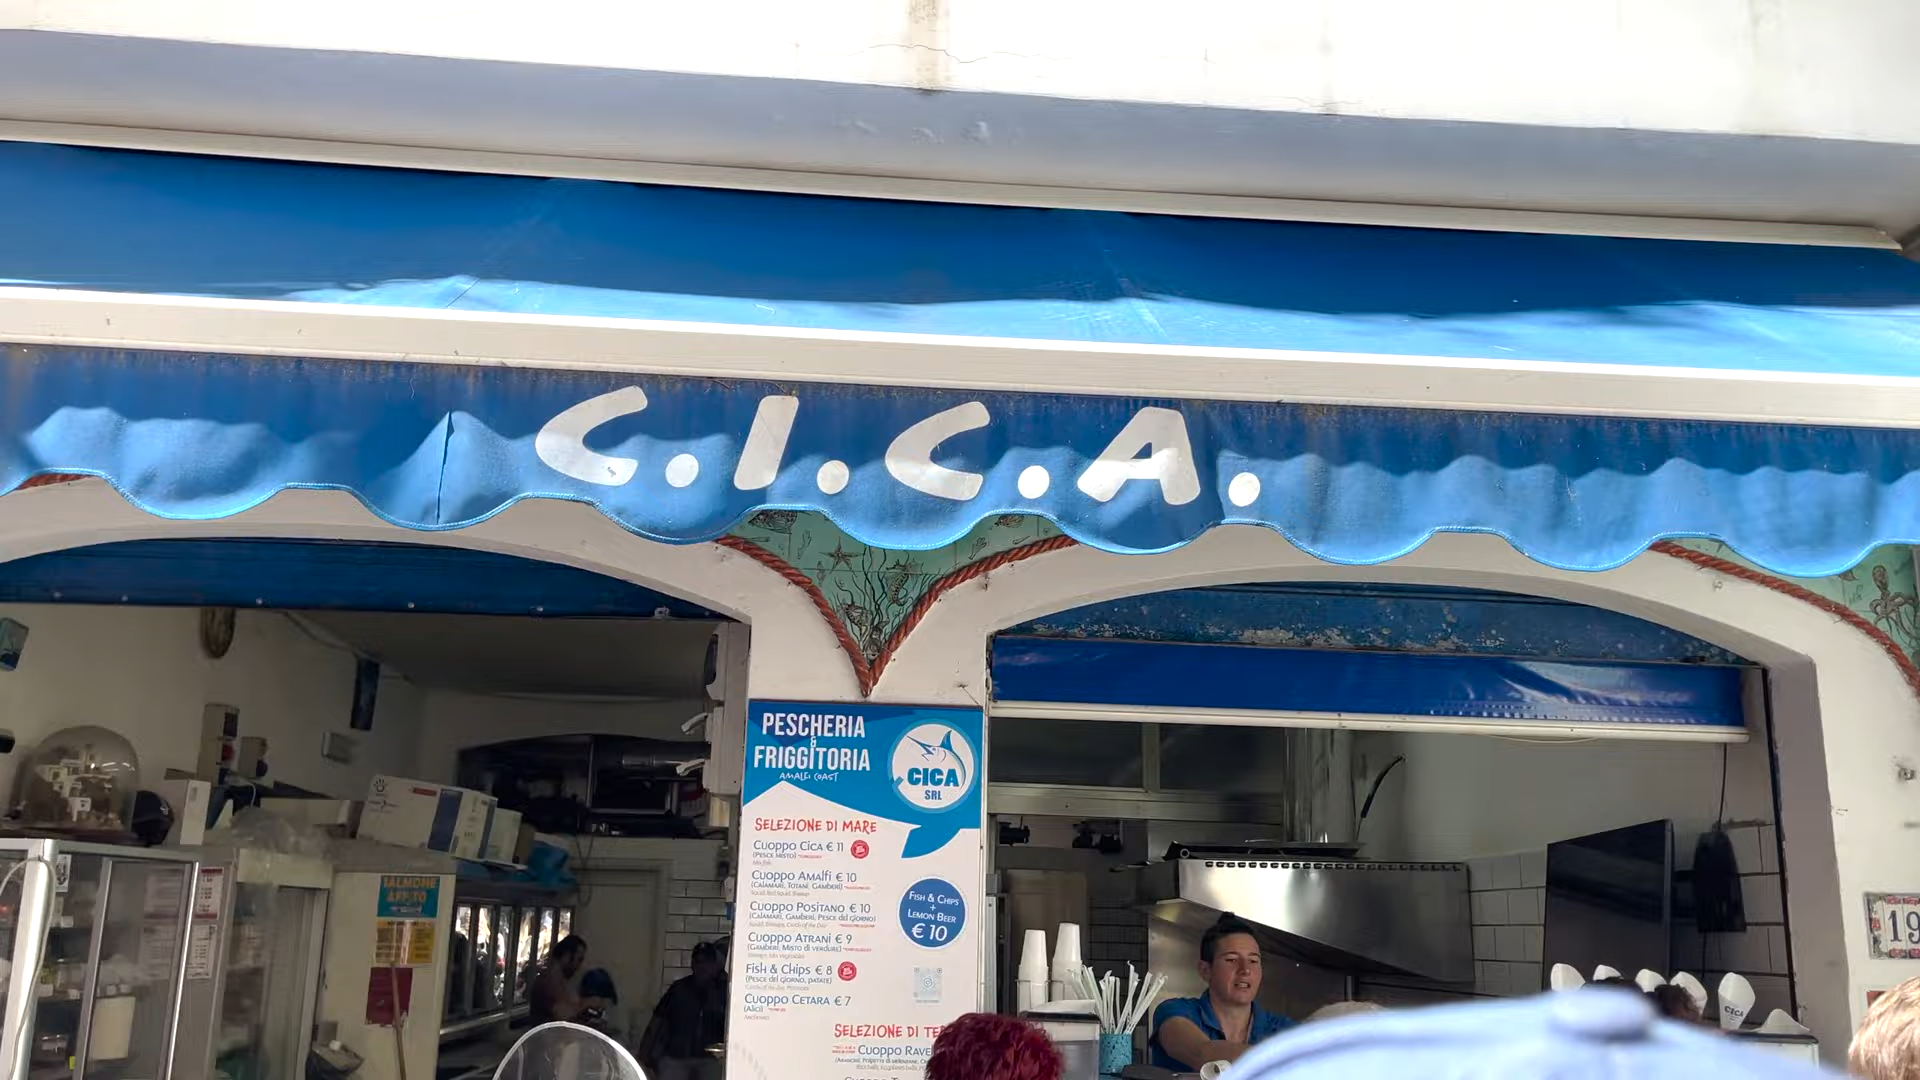 C.I.C.A.
PESCHERIA
&
FRIGGITORIA
AMALFI COAST
CICA
SRL
SELEZIONE DI MARE
CUOPPO CICA € 11
(PESCE MISTO)
CUOPPO AMALFI € 10
(CALAMARI, TOTANI, GAMBERI)
CUOPPO POSITANO € 10
(CALAMARI, GAMBERI, PESCE DEL GIORNO)
CUOPPO ATRANI € 9
(GAMBERI, MISTO DI VERDURE)
FISH & CHIPS € 8
(PESCE DEL GIORNO, PATATE)
CUOPPO CETARA € 7
(ALICI)
FISH & CHIPS
+
LEMON BEER
€ 10
SELEZIONE DI
CUOPPO
SALMONE
19
CICA